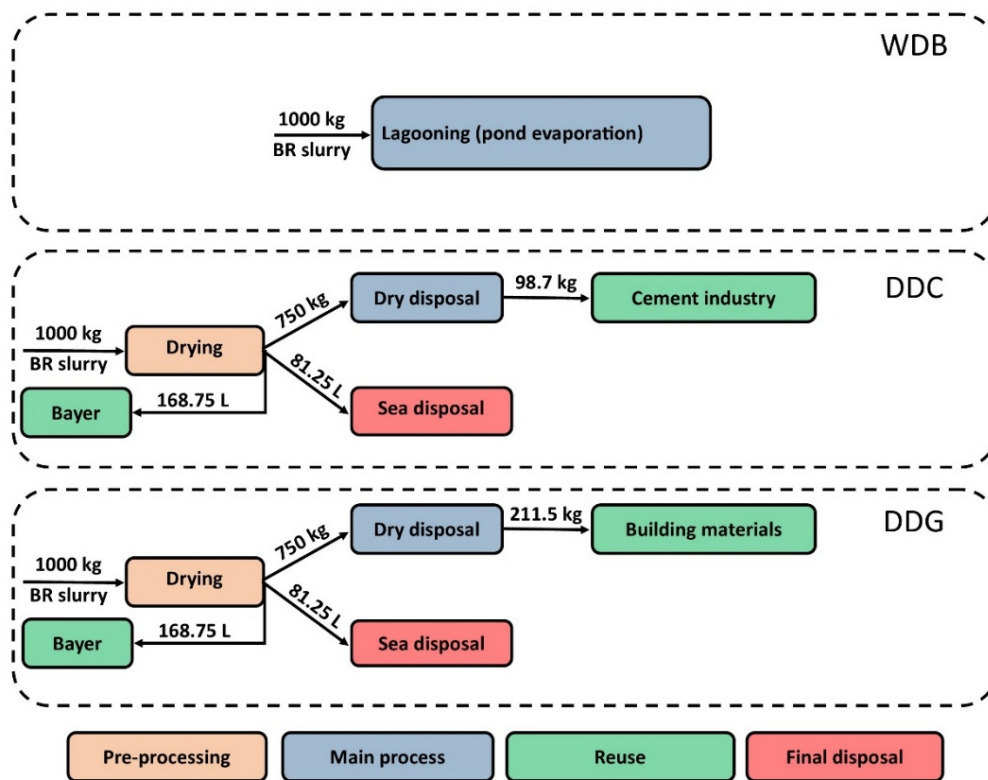 WDB
1000 kg
BR slurry
Lagooning (pond evaporation)
DDC
1000 kg
BR slurry
Drying
750 kg
Dry disposal
98.7 kg
Cement industry
81.25 L
Sea disposal
168.75 L
Bayer
DDG
1000 kg
BR slurry
Drying
750 kg
Dry disposal
211.5 kg
Building materials
81.25 L
Sea disposal
168.75 L
Bayer
Pre-processing
Main process
Reuse
Final disposal